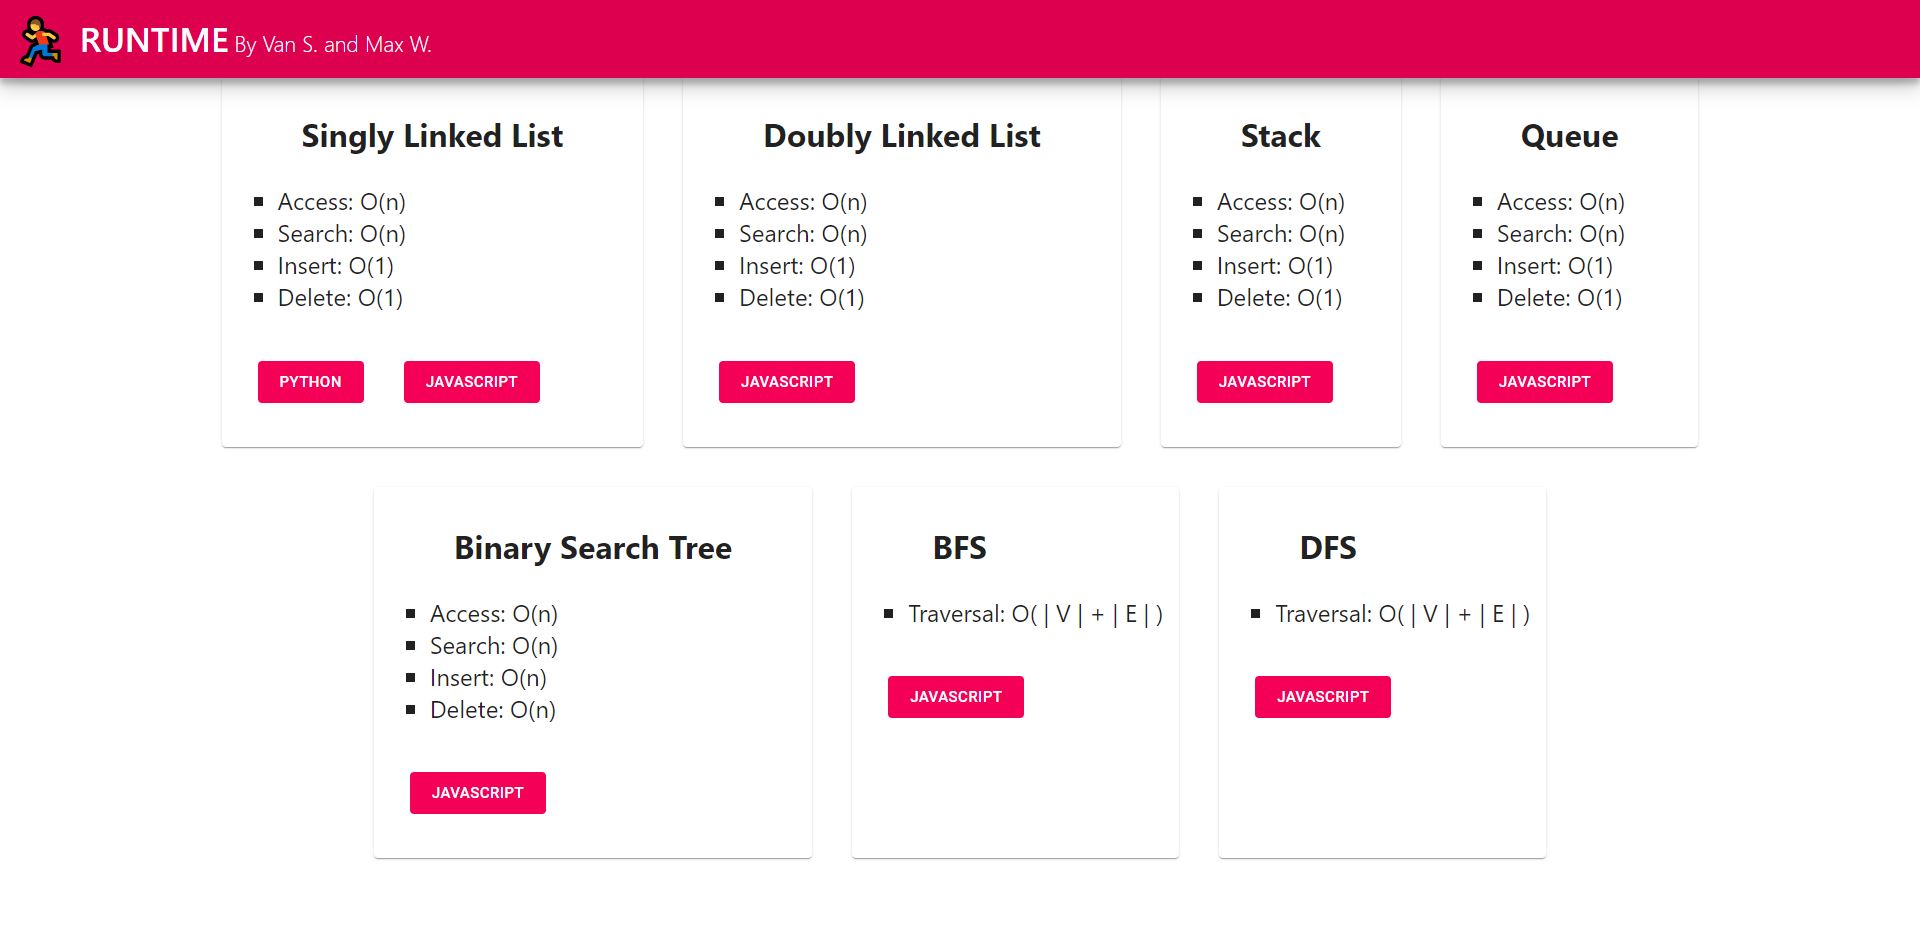 RUNTIME By Van S. and Max W.
Singly Linked List
Access: O(n)
Search: O(n)
Insert: O(1)
Delete: O(1)
PYTHON JAVASCRIPT
Doubly Linked List
Access: O(n)
Search: O(n)
Insert: O(1)
Delete: O(1)
JAVASCRIPT
Stack
Access: O(n)
Search: O(n)
Insert: O(1)
Delete: O(1)
JAVASCRIPT
Queue
Access: O(n)
Search: O(n)
Insert: O(1)
Delete: O(1)
JAVASCRIPT
Binary Search Tree
Access: O(n)
Search: O(n)
Insert: O(n)
Delete: O(n)
JAVASCRIPT
BFS
Traversal: O( | V | + | E | )
JAVASCRIPT
DFS
Traversal: O( | V | + | E | )
JAVASCRIPT